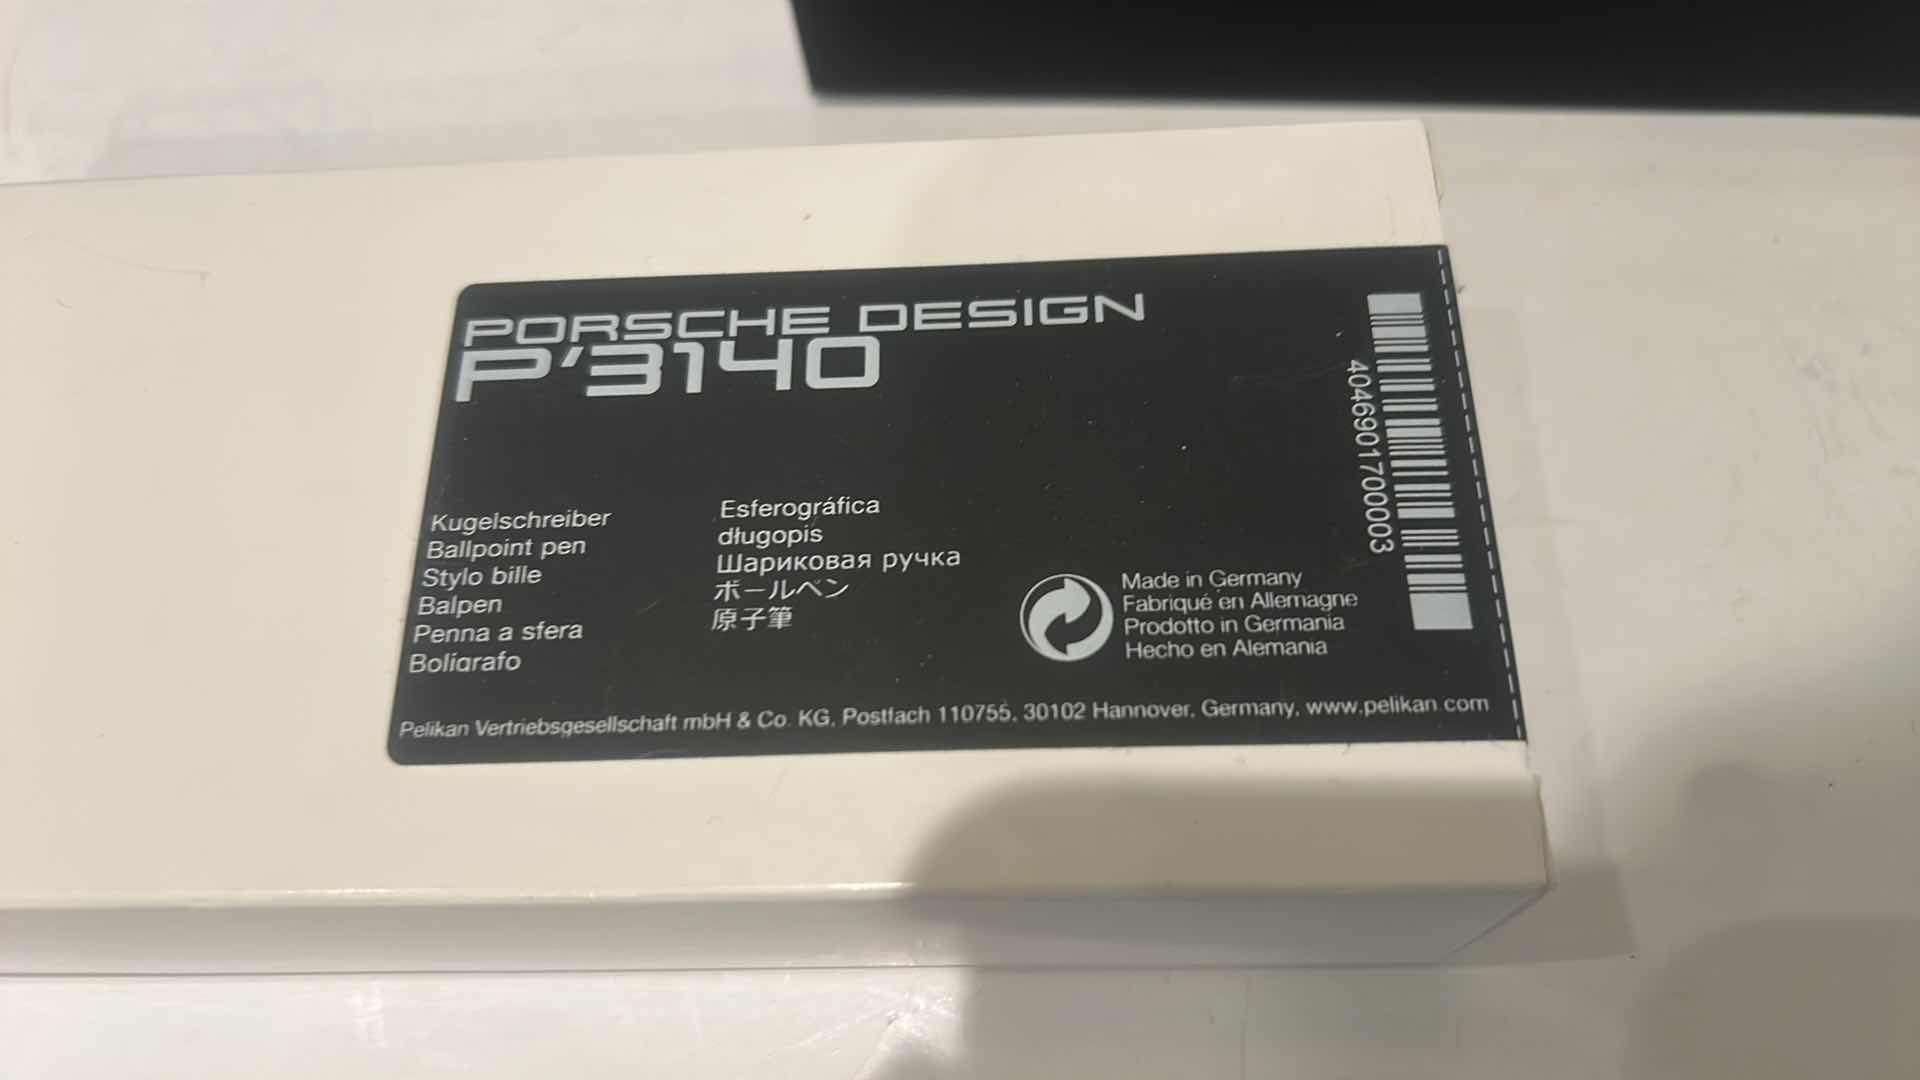 PORSCHE DESIGN
P'3140
Kugelschreiber
Ballpoint pen
Stylo bille
Balpen
Penna a sfera
Bolígrafo
Esferográfica
długopis
Шариковая ручка
ボールペン
原子筆
Made in Germany
Fabriqué en Allemagne
Prodotto in Germania
Hecho en Alemania
4046901700003
Pelikan Vertriebsgesellschaft mbH & Co. KG, Postfach 110755, 30102 Hannover, Germany, www.pelikan.com